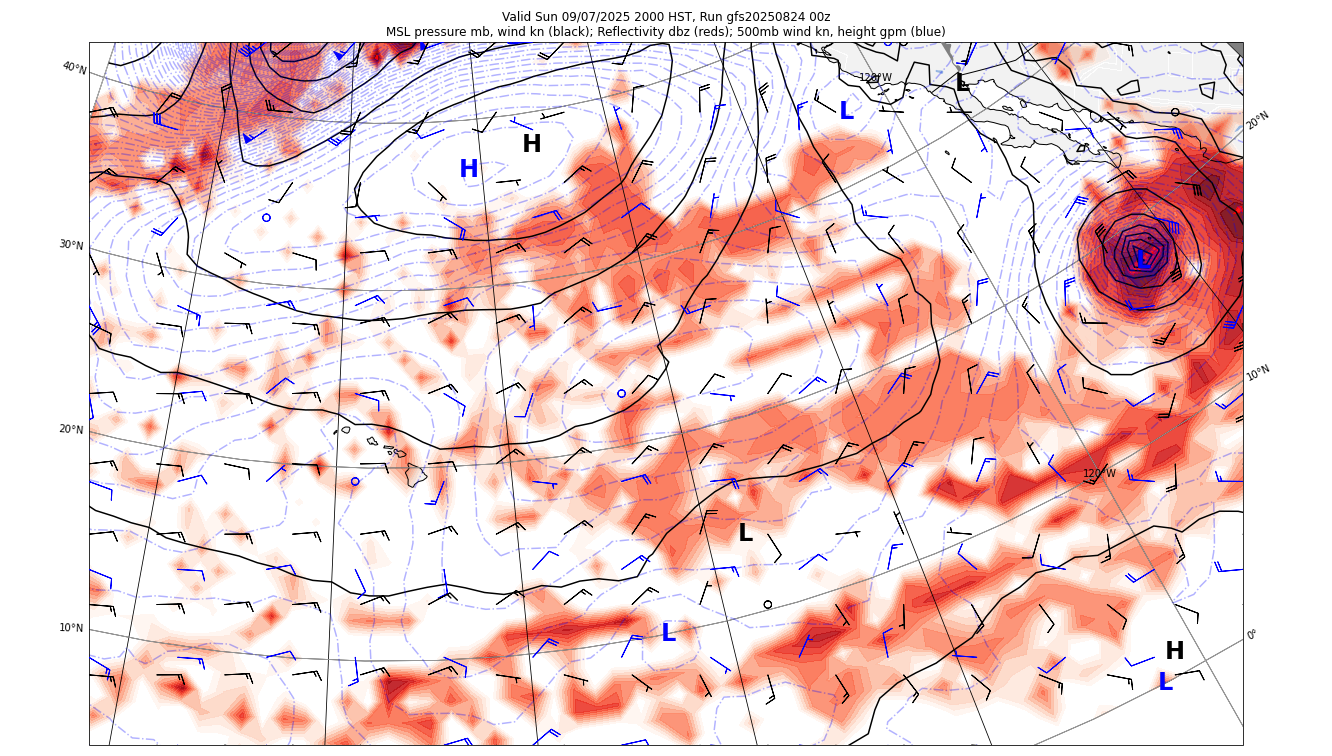 Valid Sun 09/07/2025 2000 HST, Run gfs20250824 00z
MSL pressure mb, wind kn (black); Reflectivity dbz (reds); 500mb wind kn, height gpm (blue)
40°N
120°W
L
L
20°N
H
H
30°N
L
10°N
20°N
120°W
L
10°N
L
0°
H
L